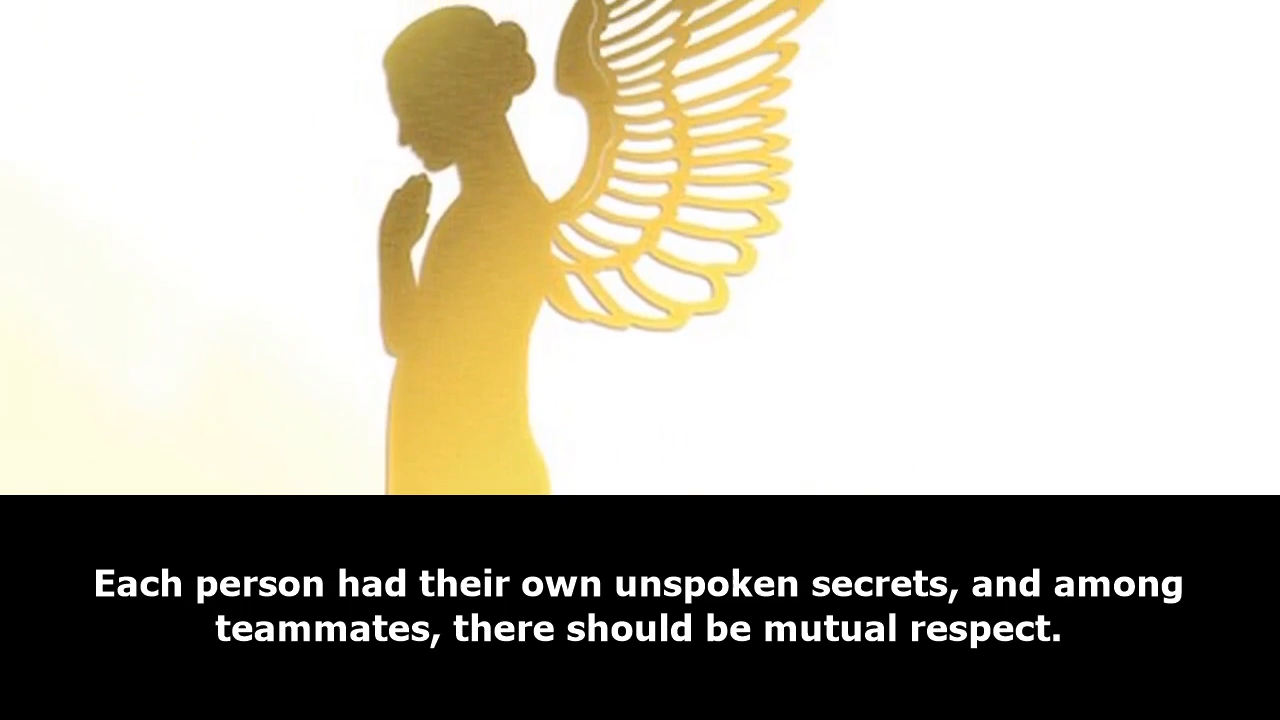 Each person had their own unspoken secrets, and among
teammates, there should be mutual respect.